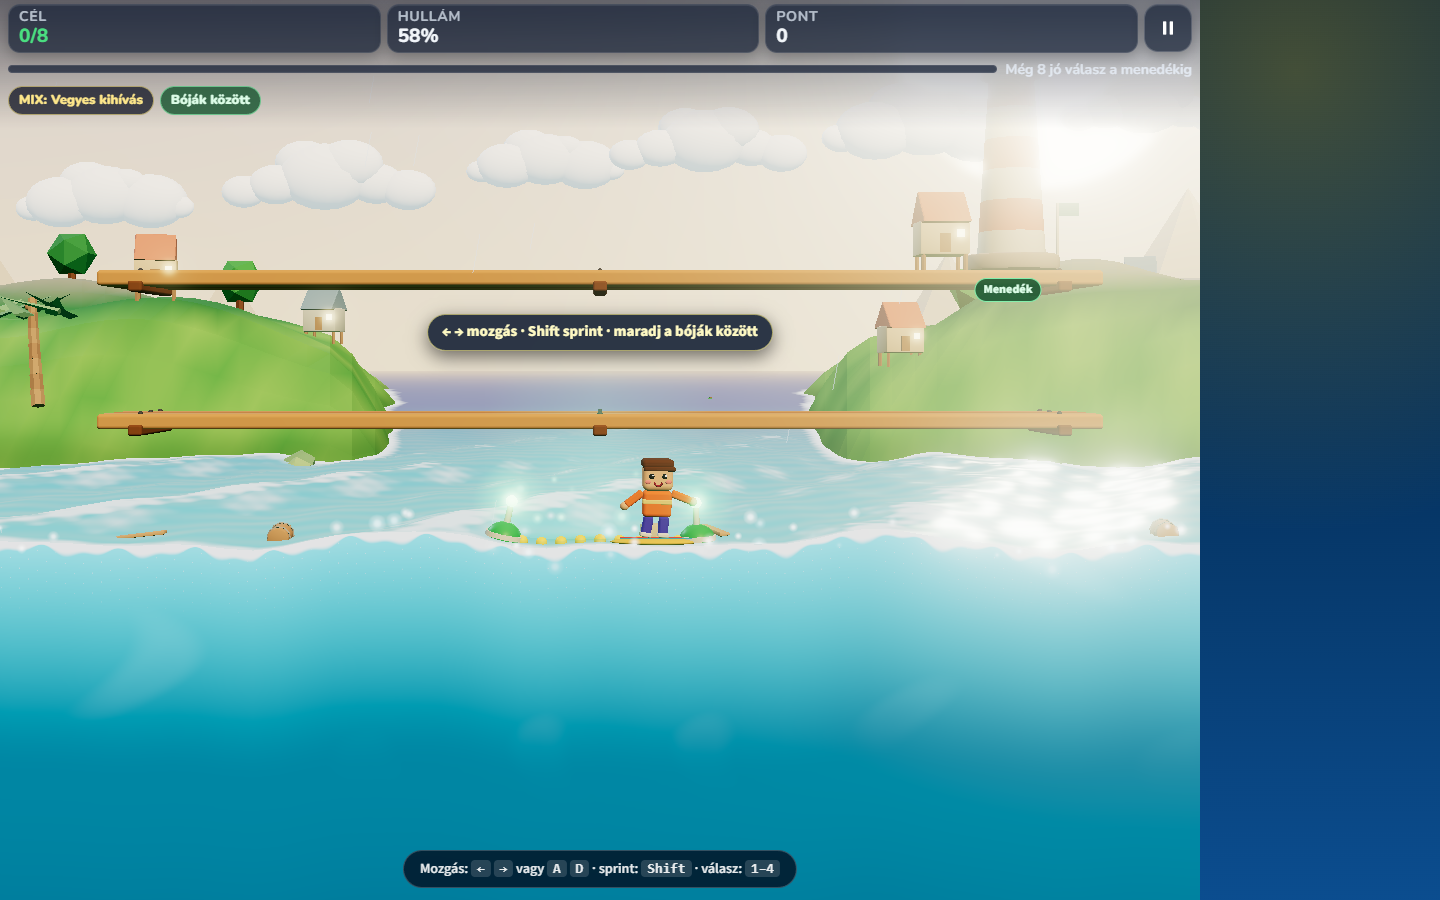 CÉL
0/8
HULLÁM
58%
PONT
0
Még 8 jó válasz a menedékig
MIX: Vegyes kihívás
Bóják között
Menedék
← → mozgás · Shift sprint · maradj a bóják között
Mozgás: ← → vagy A D · sprint: Shift · válasz: 1–4